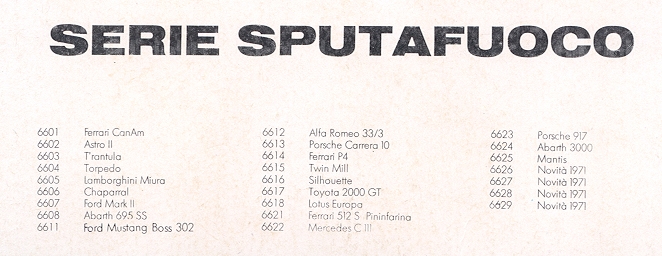 SERIE SPUTAFUOCO
6601 Ferrari CanAm
6602 Astro II
6603 T'rantula
6604 Torpedo
6605 Lamborghini Miura
6606 Chaparral
6607 Ford Mark II
6608 Abarth 695 SS
6611 Ford Mustang Boss 302
6612 Alfa Romeo 33/3
6613 Porsche Carrera 10
6614 Ferrari P4
6615 Twin Mill
6616 Silhouette
6617 Toyota 2000 GT
6618 Lotus Europa
6621 Ferrari 512 S Pininfarina
6622 Mercedes C III
6623 Porsche 917
6624 Abarth 3000
6625 Mantis
6626 Novità 1971
6627 Novità 1971
6628 Novità 1971
6629 Novità 1971